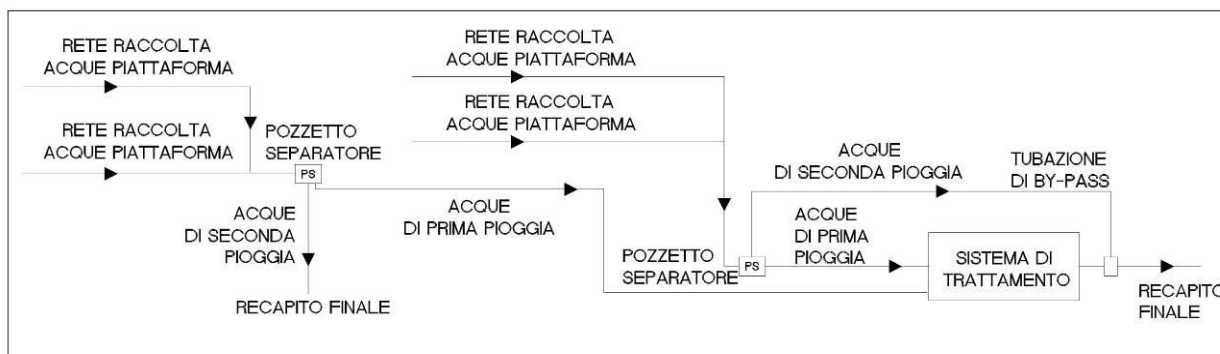 RETE RACCOLTA
ACQUE PIATTAFORMA
RETE RACCOLTA
ACQUE PIATTAFORMA
POZZETTO
SEPARATORE
PS
ACQUE
DI SECONDA
PIOGGIA
RECAPITO FINALE
ACQUE
DI PRIMA PIOGGIA
RETE RACCOLTA
ACQUE PIATTAFORMA
RETE RACCOLTA
ACQUE PIATTAFORMA
POZZETTO
SEPARATORE
PS
ACQUE
DI SECONDA PIOGGIA
TUBAZIONE
DI BY-PASS
ACQUE
DI PRIMA
PIOGGIA
SISTEMA DI
TRATTAMENTO
RECAPITO
FINALE